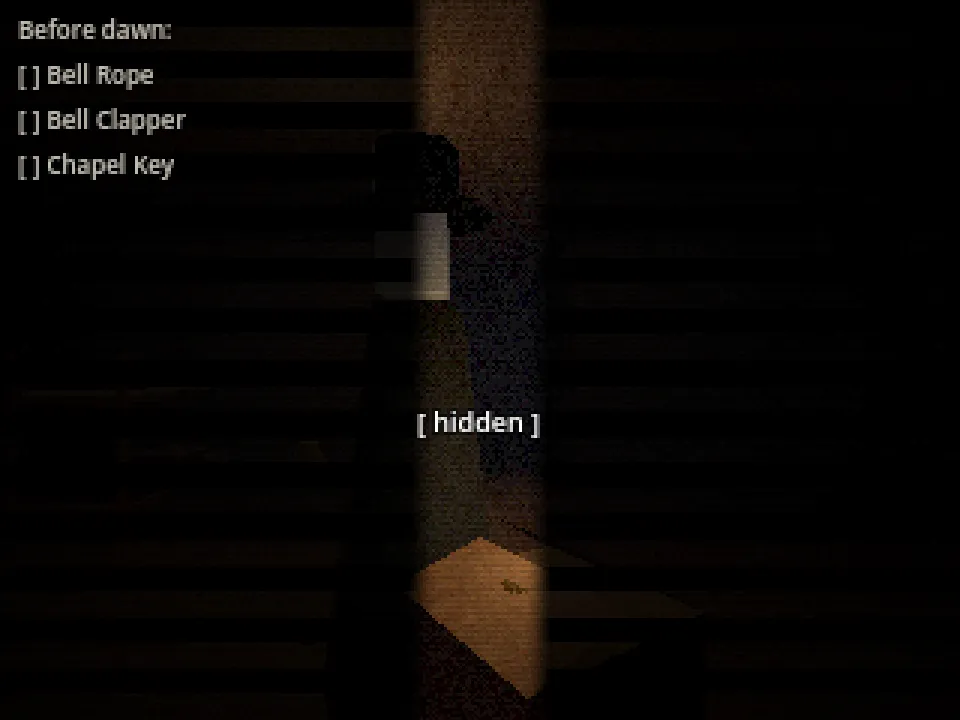 Before dawn:
[ ] Bell Rope
[ ] Bell Clapper
[ ] Chapel Key
[ hidden ]